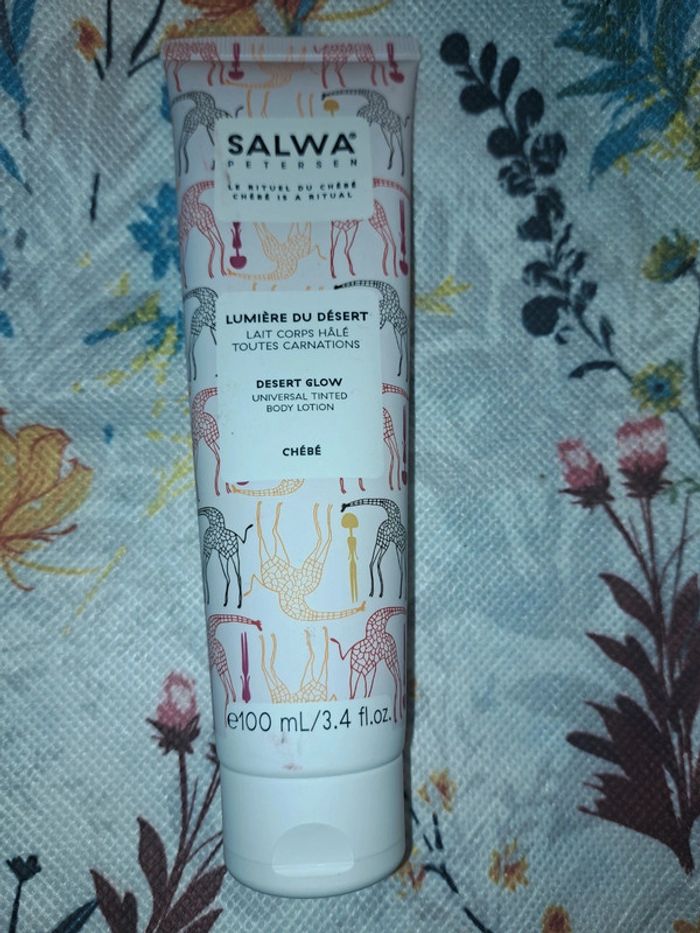 SALWA®
PETERSEN
LE RITUEL DU CHÉBÉ
CHÉBÉ IS A RITUAL
LUMIÈRE DU DÉSERT
LAIT CORPS HÂLÉ
TOUTES CARNATIONS
DESERT GLOW
UNIVERSAL TINTED
BODY LOTION
CHÉBÉ
e100 mL/3.4 fl.oz.